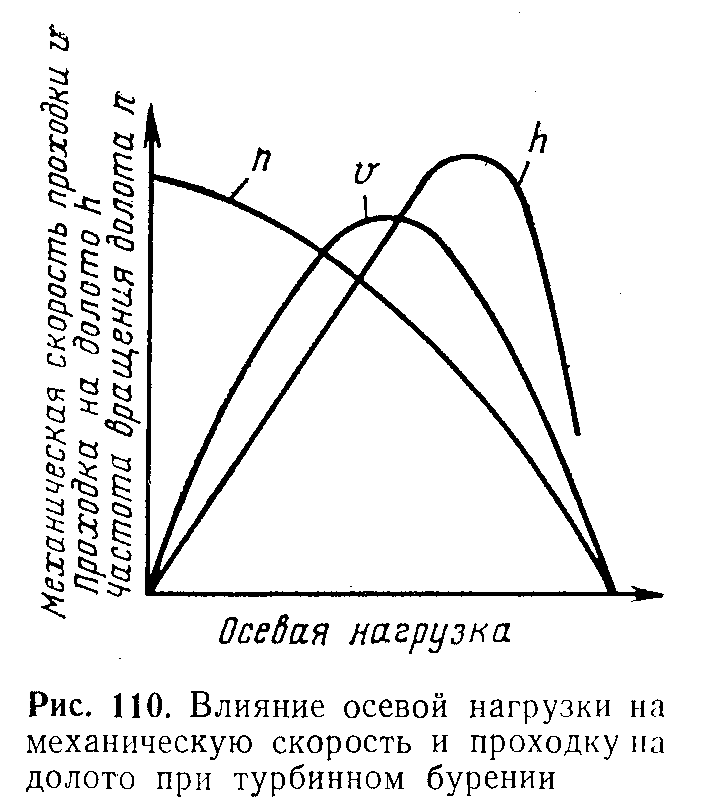 Механическая скорость проходки v
Проходка на долото h
Частота вращения долота n
n
v
h
Осевая нагрузка
Рис. 110. Влияние осевой нагрузки на
механическую скорость и проходку на
долото при турбинном бурении